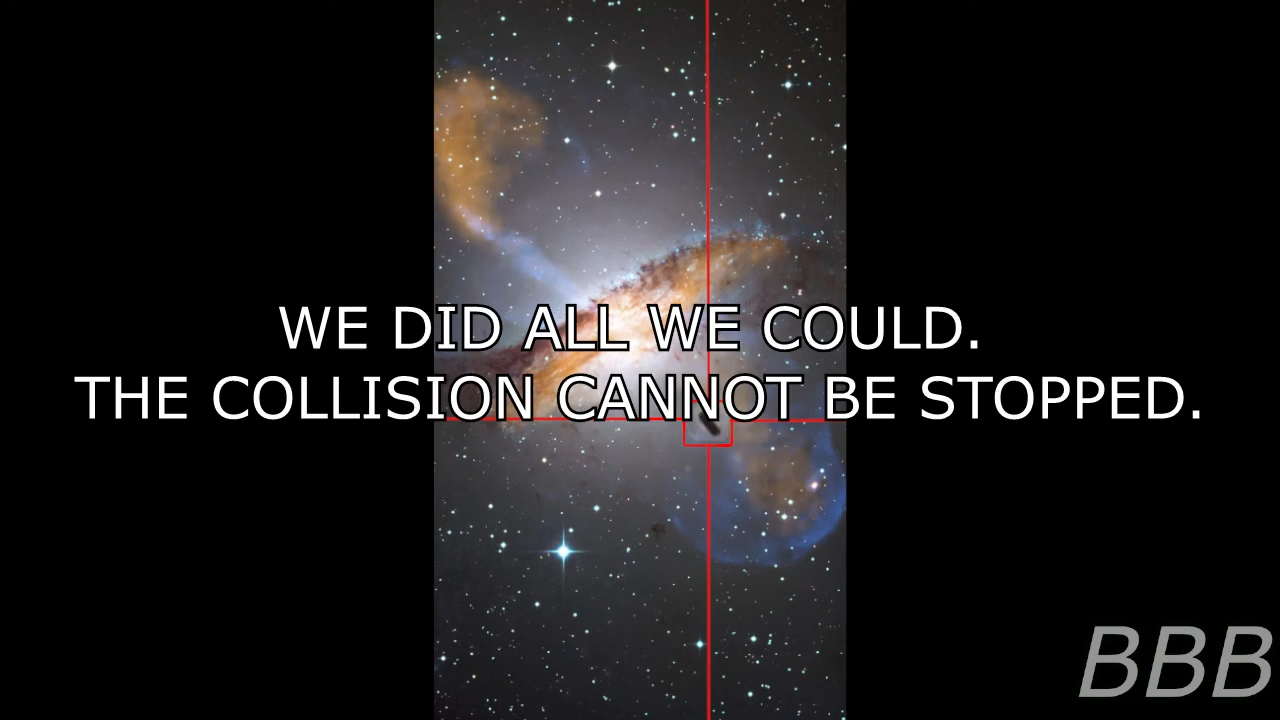 WE DID ALL WE COULD.
THE COLLISION CANNOT BE STOPPED.
BBB